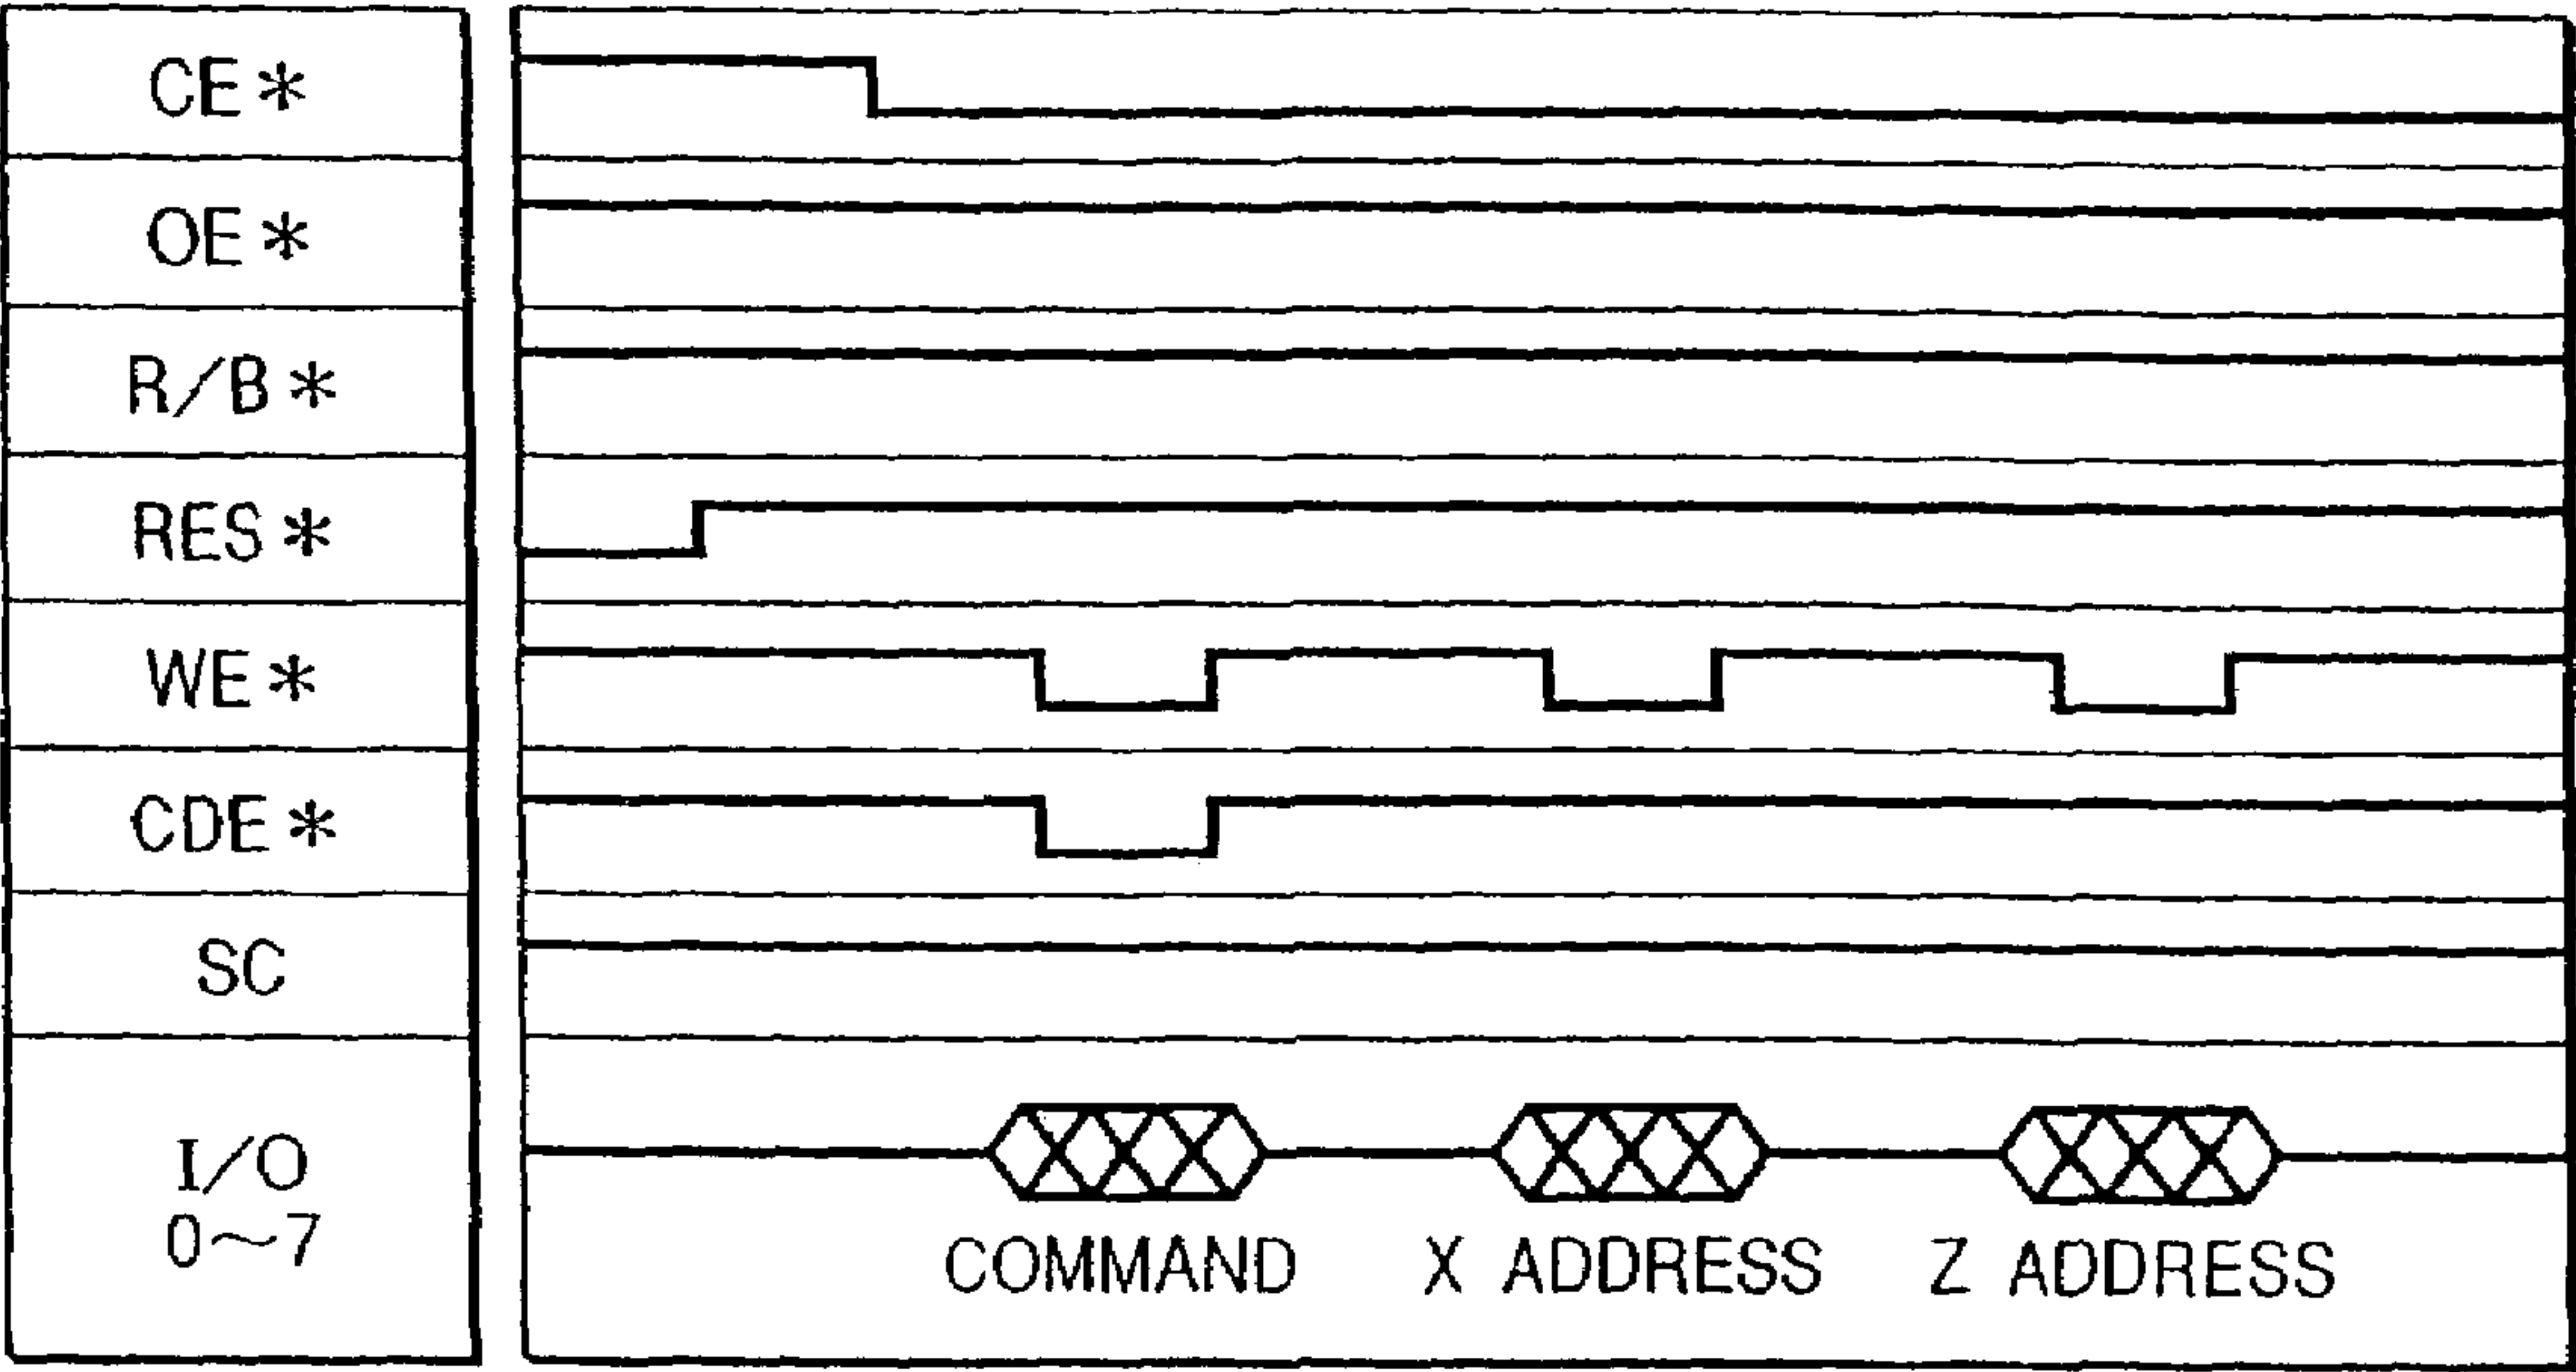 CE*
OE*
R/B*
RES*
WE*
CDE*
SC
I/O
0~7
COMMAND X ADDRESS Z ADDRESS